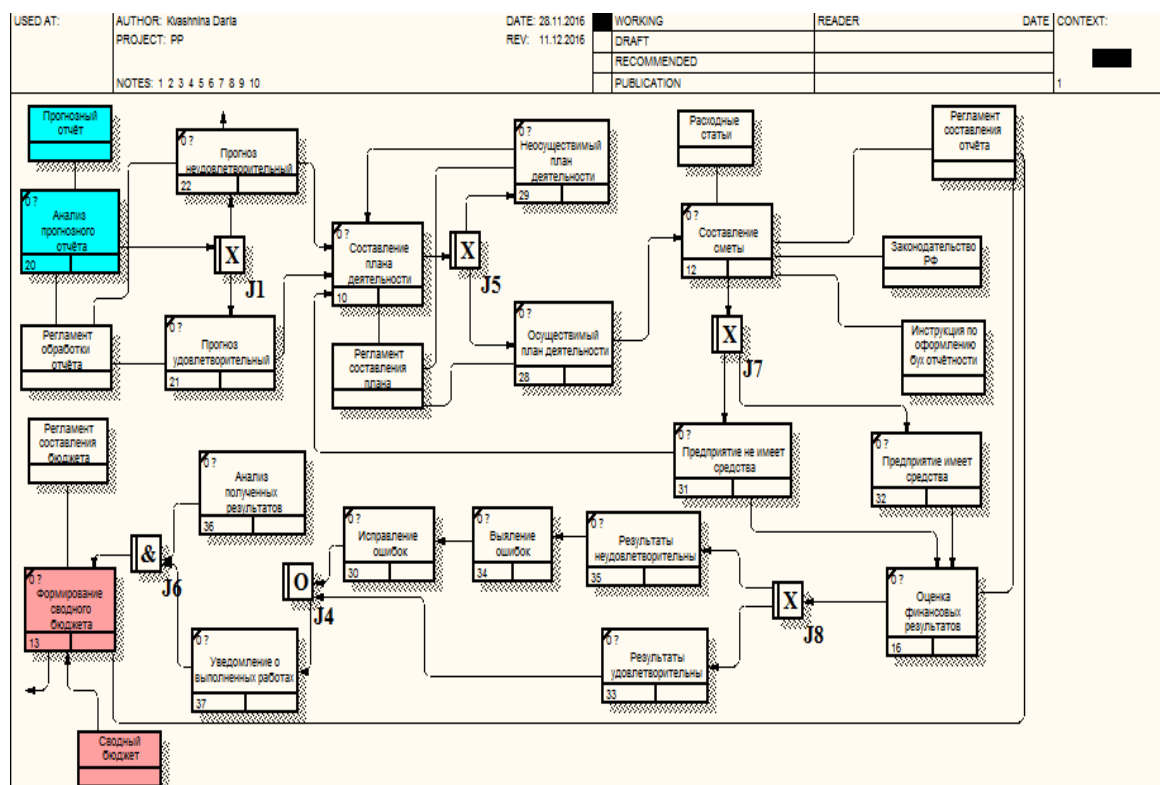 USED AT:
AUTHOR: Kvashnina Daria
DATE: 28.11.2016
WORKING
READER
DATE
CONTEXT:
PROJECT: PP
REV: 11.12.2016
DRAFT
RECOMMENDED
NOTES: 1 2 3 4 5 6 7 8 9 10
PUBLICATION
1
Прогнозный
отчёт
0 ?
Прогноз
неудовлетворительный
22
0 ?
Неосуществимый
план
деятельности
29
Расходные
статьи
Регламент
составления
отчёта
0 ?
Анализ
прогнозного
отчёта
20
X
J1
0 ?
Составление
плана
деятельности
10
X
J5
0 ?
Составление
сметы
12
Законодательство
РФ
Регламент
обработки
отчёта
0 ?
Прогноз
удовлетворительный
21
Регламент
составления
плана
0 ?
Осуществимый
план деятельности
28
X
J7
Инструкция по
оформлению
бух отчётности
Регламент
составления
бюджета
0 ?
Анализ
полученных
результатов
36
0 ?
Предприятие не имеет
средства
31
0 ?
Предприятие имеет
средства
32
&
J6
0 ?
Исправление
ошибок
30
0 ?
Выяление
ошибок
34
0 ?
Результаты
неудовлетворительны
35
0 ?
Формирование
сводного
бюджета
13
O
J4
X
J8
0 ?
Оценка
финансовых
результатов
16
0 ?
Уведомление о
выполненных работах
37
0 ?
Результаты
удовлетворительны
33
Сводный
бюджет